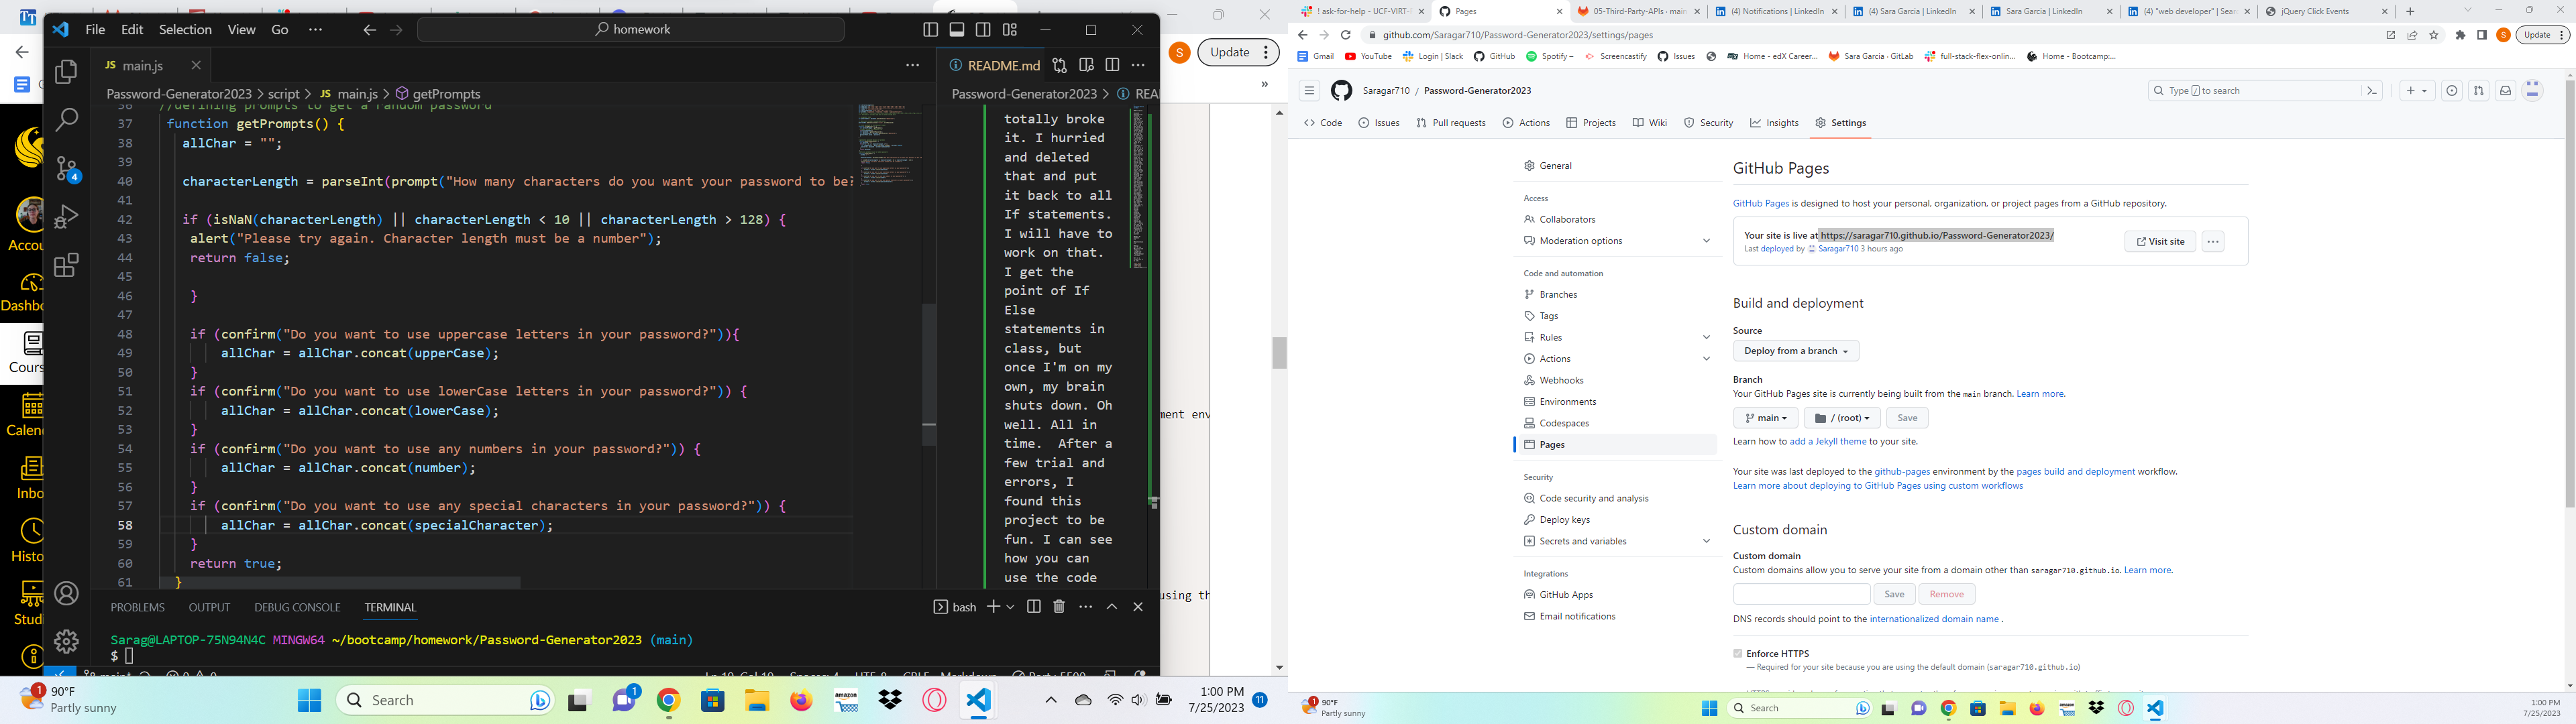 File Edit Selection View Go ···
homework
Update
JS main.js
README.md
Password-Generator2023 > script > JS main.js > getPrompts
Password-Generator2023 >
36 //defining prompts to get a random password
37 function getPrompts() {
38 allChar = "";
39
40 characterLength = parseInt(prompt("How many characters do you want your password to be?
41
42 if (isNaN(characterLength) || characterLength < 10 || characterLength > 128) {
43 alert("Please try again. Character length must be a number");
44 return false;
45
46 }
47
48 if (confirm("Do you want to use uppercase letters in your password?")){
49 allChar = allChar.concat(upperCase);
50 }
51 if (confirm("Do you want to use lowerCase letters in your password?")) {
52 allChar = allChar.concat(lowerCase);
53 }
54 if (confirm("Do you want to use any numbers in your password?")) {
55 allChar = allChar.concat(number);
56 }
57 if (confirm("Do you want to use any special characters in your password?")) {
58 allChar = allChar.concat(specialCharacter);
59 }
60 return true;
61 }
totally broke
it. I hurried
and deleted
that and put
it back to all
If statements.
I will have to
work on that.
I get the
point of If
Else
statements in
class, but
once I'm on my
own, my brain
shuts down. Oh
well. All in
time. After a
few trial and
errors, I
found this
project to be
fun. I can see
how you can
use the code
PROBLEMS OUTPUT DEBUG CONSOLE TERMINAL
bash
Sarag@LAPTOP-75N94N4C MINGW64 ~/bootcamp/homework/Password-Generator2023 (main)
$
90°F
Partly sunny
Search
1:00 PM
7/25/2023
11
! ask-for-help - UCF-VIRT-
Pages
05-Third-Party-APIs · main
(4) Notifications | LinkedIn
(4) Sara Garcia | LinkedIn
Sara Garcia | LinkedIn
(4) "web developer" | Sear
jQuery Click Events
github.com/Saragar710/Password-Generator2023/settings/pages
Update
Gmail YouTube Login | Slack GitHub Spotify – Screencastify Issues Home - edX Career... Sara Garcia · GitLab full-stack-flex-onlin... Home - Bootcamp:...
Saragar710 / Password-Generator2023
Type / to search
Code Issues Pull requests Actions Projects Wiki Security Insights Settings
General
Access
Collaborators
Moderation options
Code and automation
Branches
Tags
Rules
Actions
Webhooks
Environments
Codespaces
Pages
Security
Code security and analysis
Deploy keys
Secrets and variables
Integrations
GitHub Apps
Email notifications
GitHub Pages
GitHub Pages is designed to host your personal, organization, or project pages from a GitHub repository.
Your site is live at https://saragar710.github.io/Password-Generator2023/
Last deployed by Saragar710 3 hours ago
Visit site
Build and deployment
Source
Deploy from a branch
Branch
Your GitHub Pages site is currently being built from the main branch. Learn more.
main / (root) Save
Learn how to add a Jekyll theme to your site.
Your site was last deployed to the github-pages environment by the pages build and deployment workflow.
Learn more about deploying to GitHub Pages using custom workflows
Custom domain
Custom domain
Custom domains allow you to serve your site from a domain other than saragar710.github.io. Learn more.
Save Remove
DNS records should point to the internationalized domain name .
Enforce HTTPS
— Required for your site because you are using the default domain (saragar710.github.io)
90°F
Partly sunny
Search
1:00 PM
7/25/2023